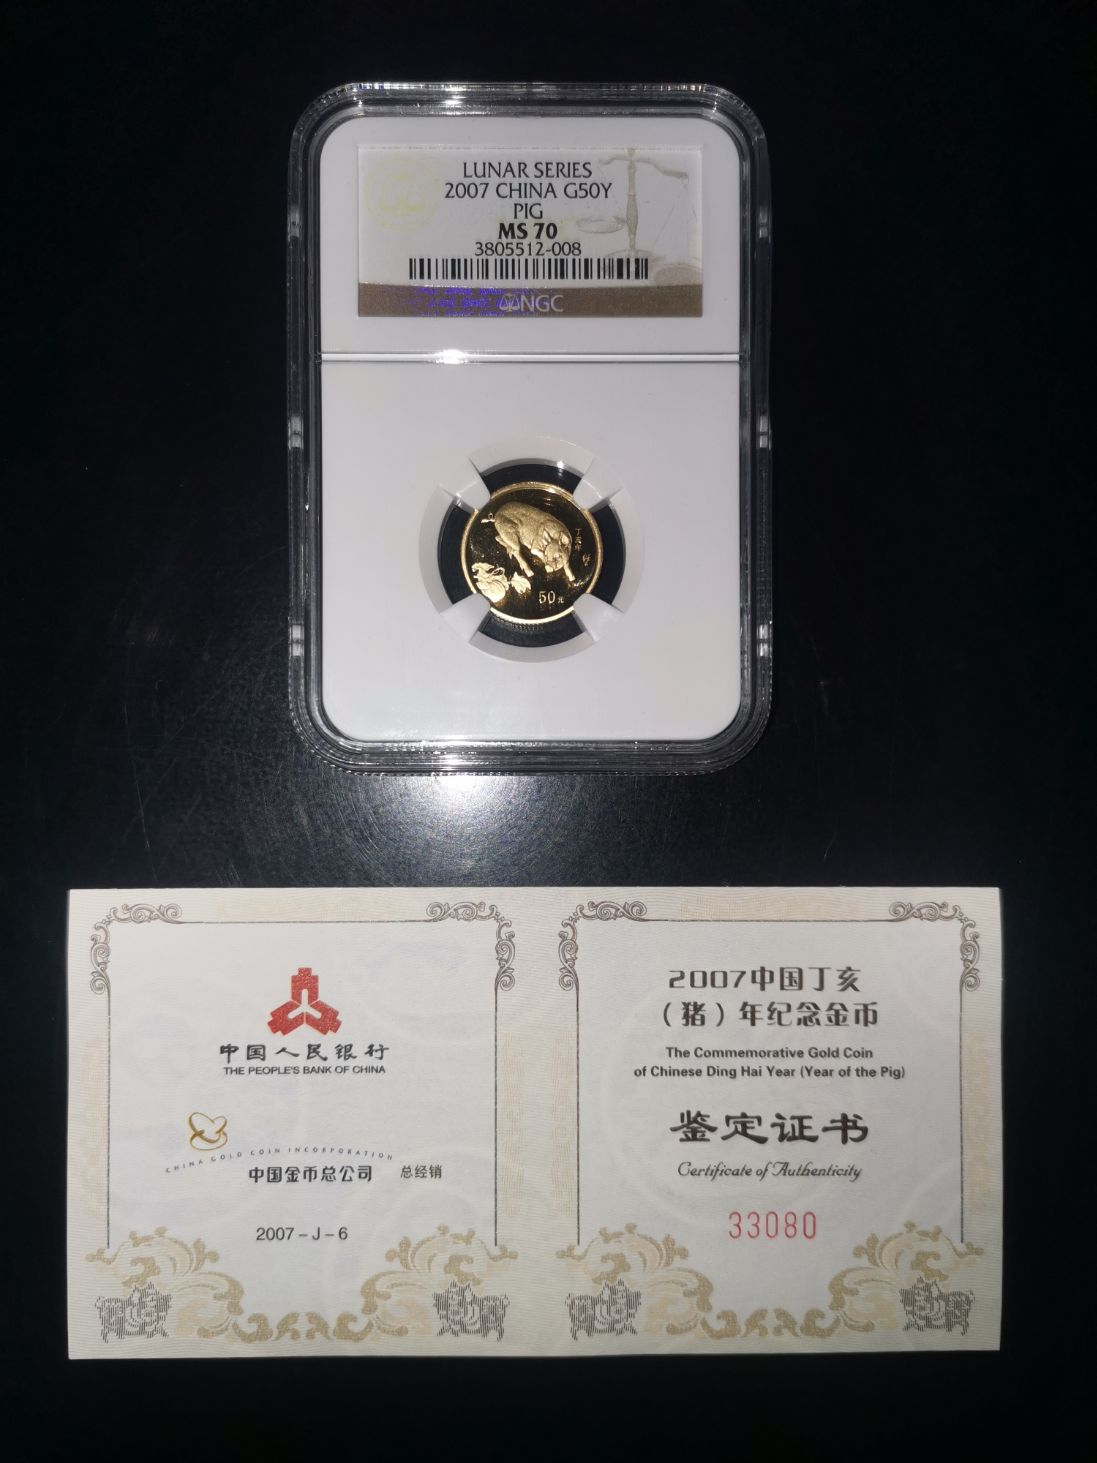 LUNAR SERIES
2007 CHINA G50Y
PIG
MS 70
3805512-008
NGC
丁亥年
50元
中国人民银行
THE PEOPLE'S BANK OF CHINA
CHINA GOLD COIN INCORPORATION
中国金币总公司 总经销
2007-J-6
2007中国丁亥
(猪)年纪念金币
The Commemorative Gold Coin
of Chinese Ding Hai Year (Year of the Pig)
鉴定证书
Certificate of Authenticity
33080